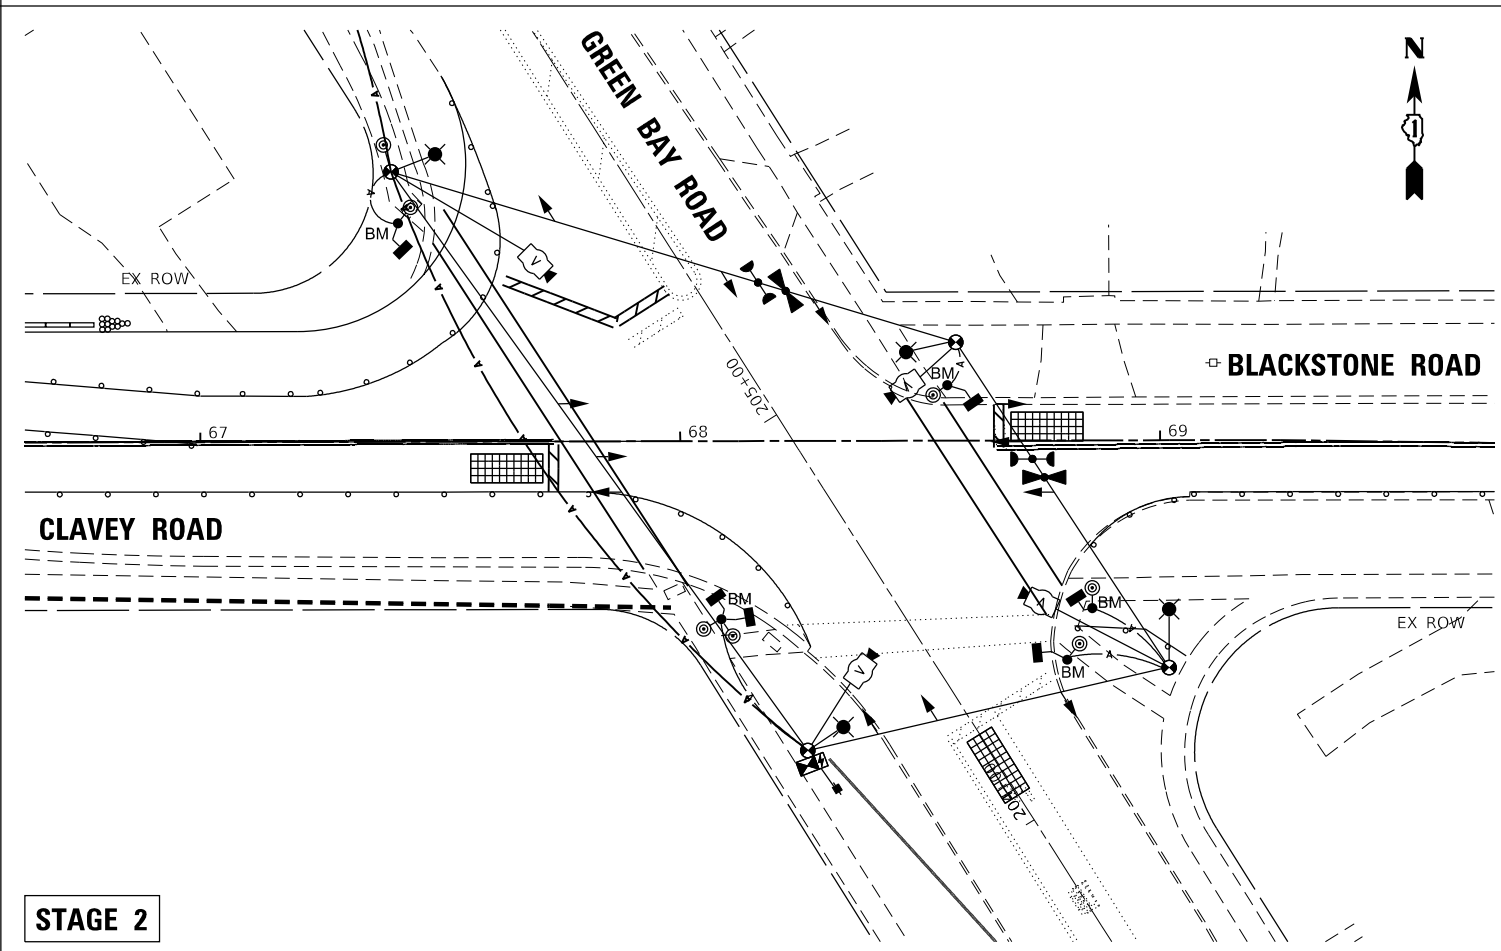 GREEN BAY ROAD
N
1
BM
EX ROW
V
205+00
V
BM
BLACKSTONE ROAD
67
68
69
CLAVEY ROAD
BM
V
BM
EX ROW
V
BM
STAGE 2